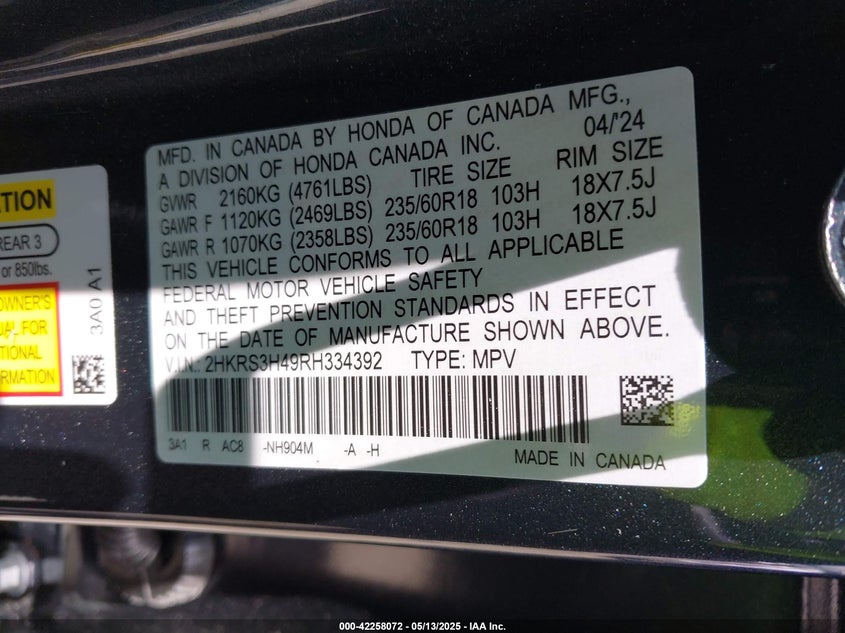 MFD. IN CANADA BY HONDA OF CANADA MFG.,
A DIVISION OF HONDA CANADA INC. 04/'24
GVWR 2160KG (4761LBS) TIRE SIZE RIM SIZE
GAWR F 1120KG (2469LBS) 235/60R18 103H 18X7.5J
GAWR R 1070KG (2358LBS) 235/60R18 103H 18X7.5J
THIS VEHICLE CONFORMS TO ALL APPLICABLE
FEDERAL MOTOR VEHICLE SAFETY
AND THEFT PREVENTION STANDARDS IN EFFECT
ON THE DATE OF MANUFACTURE SHOWN ABOVE.
V.I.N.: 2HKRS3H49RH334392 TYPE: MPV
3A1 R AC8 -NH904M -A -H
MADE IN CANADA
TION
REAR 3
or 850lbs.
OWNER'S
UAL FOR
TIONAL
RMATION
3A0 A1
000-42258072 - 05/13/2025 - IAA Inc.